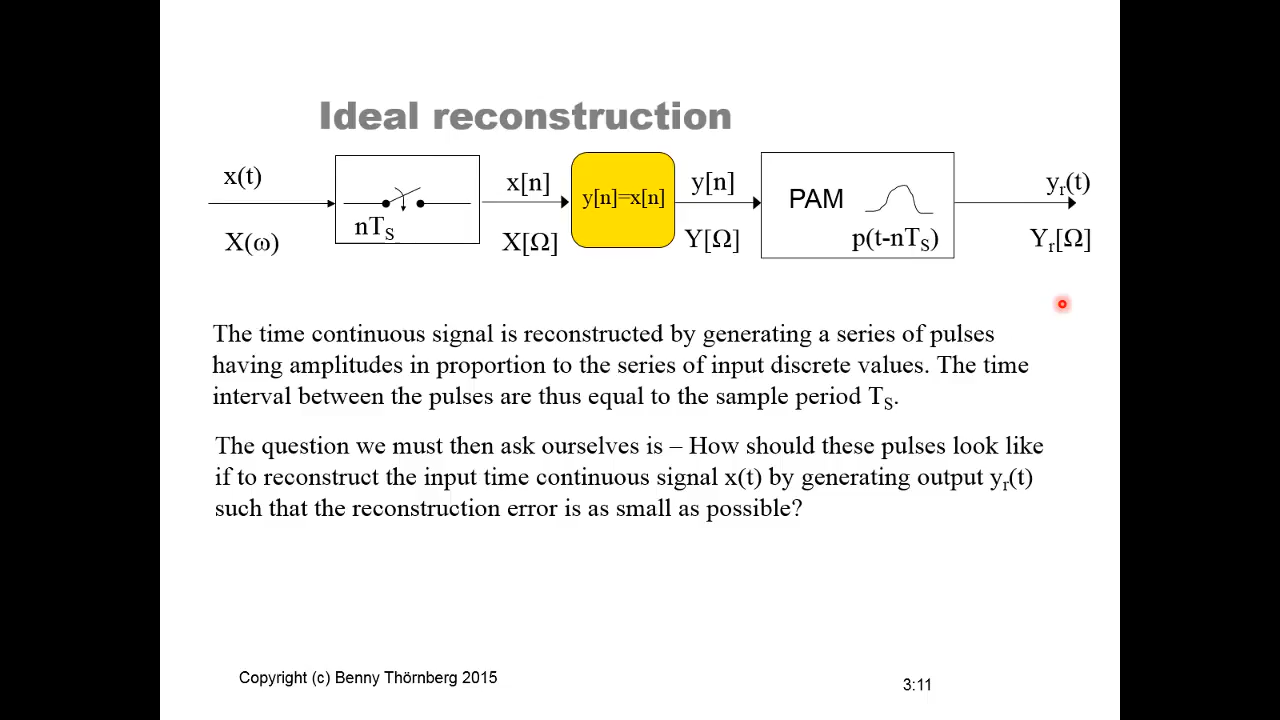 Ideal reconstruction
x(t)
X(ω)
nTS
x[n]
X[Ω]
y[n]=x[n]
y[n]
Y[Ω]
PAM
p(t-nTS)
yr(t)
Yr[Ω]
The time continuous signal is reconstructed by generating a series of pulses
having amplitudes in proportion to the series of input discrete values. The time
interval between the pulses are thus equal to the sample period TS.
The question we must then ask ourselves is – How should these pulses look like
if to reconstruct the input time continuous signal x(t) by generating output yr(t)
such that the reconstruction error is as small as possible?
Copyright (c) Benny Thörnberg 2015
3:11